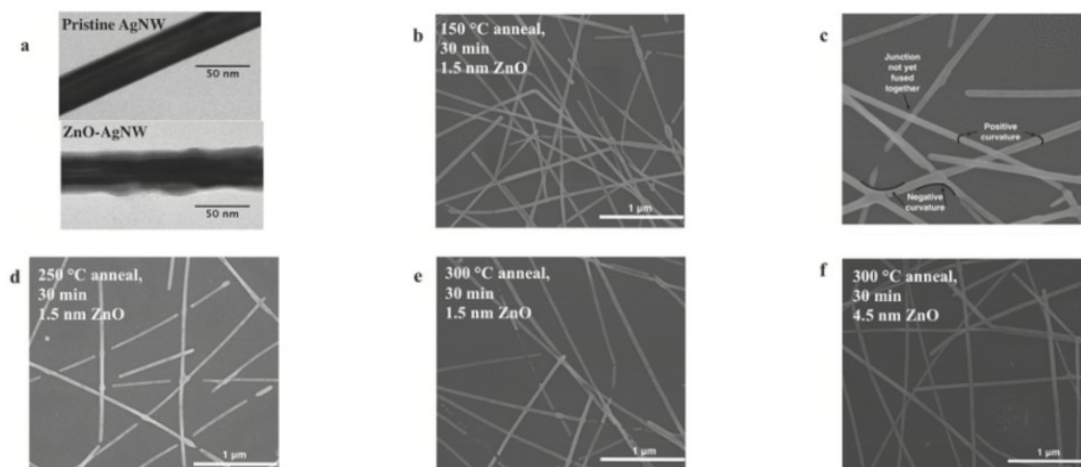 a
Pristine AgNW
50 nm
ZnO-AgNW
50 nm
b
150 °C anneal,
30 min
1.5 nm ZnO
1 μm
c
Junction
not yet
fused
together
Positive
curvature
Negative
curvature
d
250 °C anneal,
30 min
1.5 nm ZnO
1 μm
e
300 °C anneal,
30 min
1.5 nm ZnO
1 μm
f
300 °C anneal,
30 min
4.5 nm ZnO
1 μm